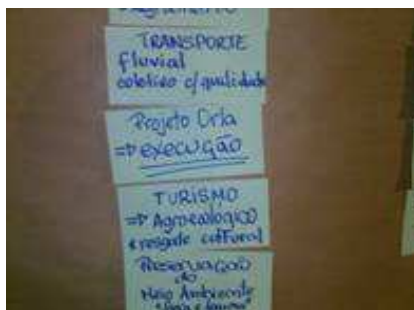 TRANSPORTE
fluvial
coletivo c/qualidade
Projeto Orla
=> execução
TURISMO
=> Agroecológico
e resgate cultural
Preservação
do
Meio Ambiente